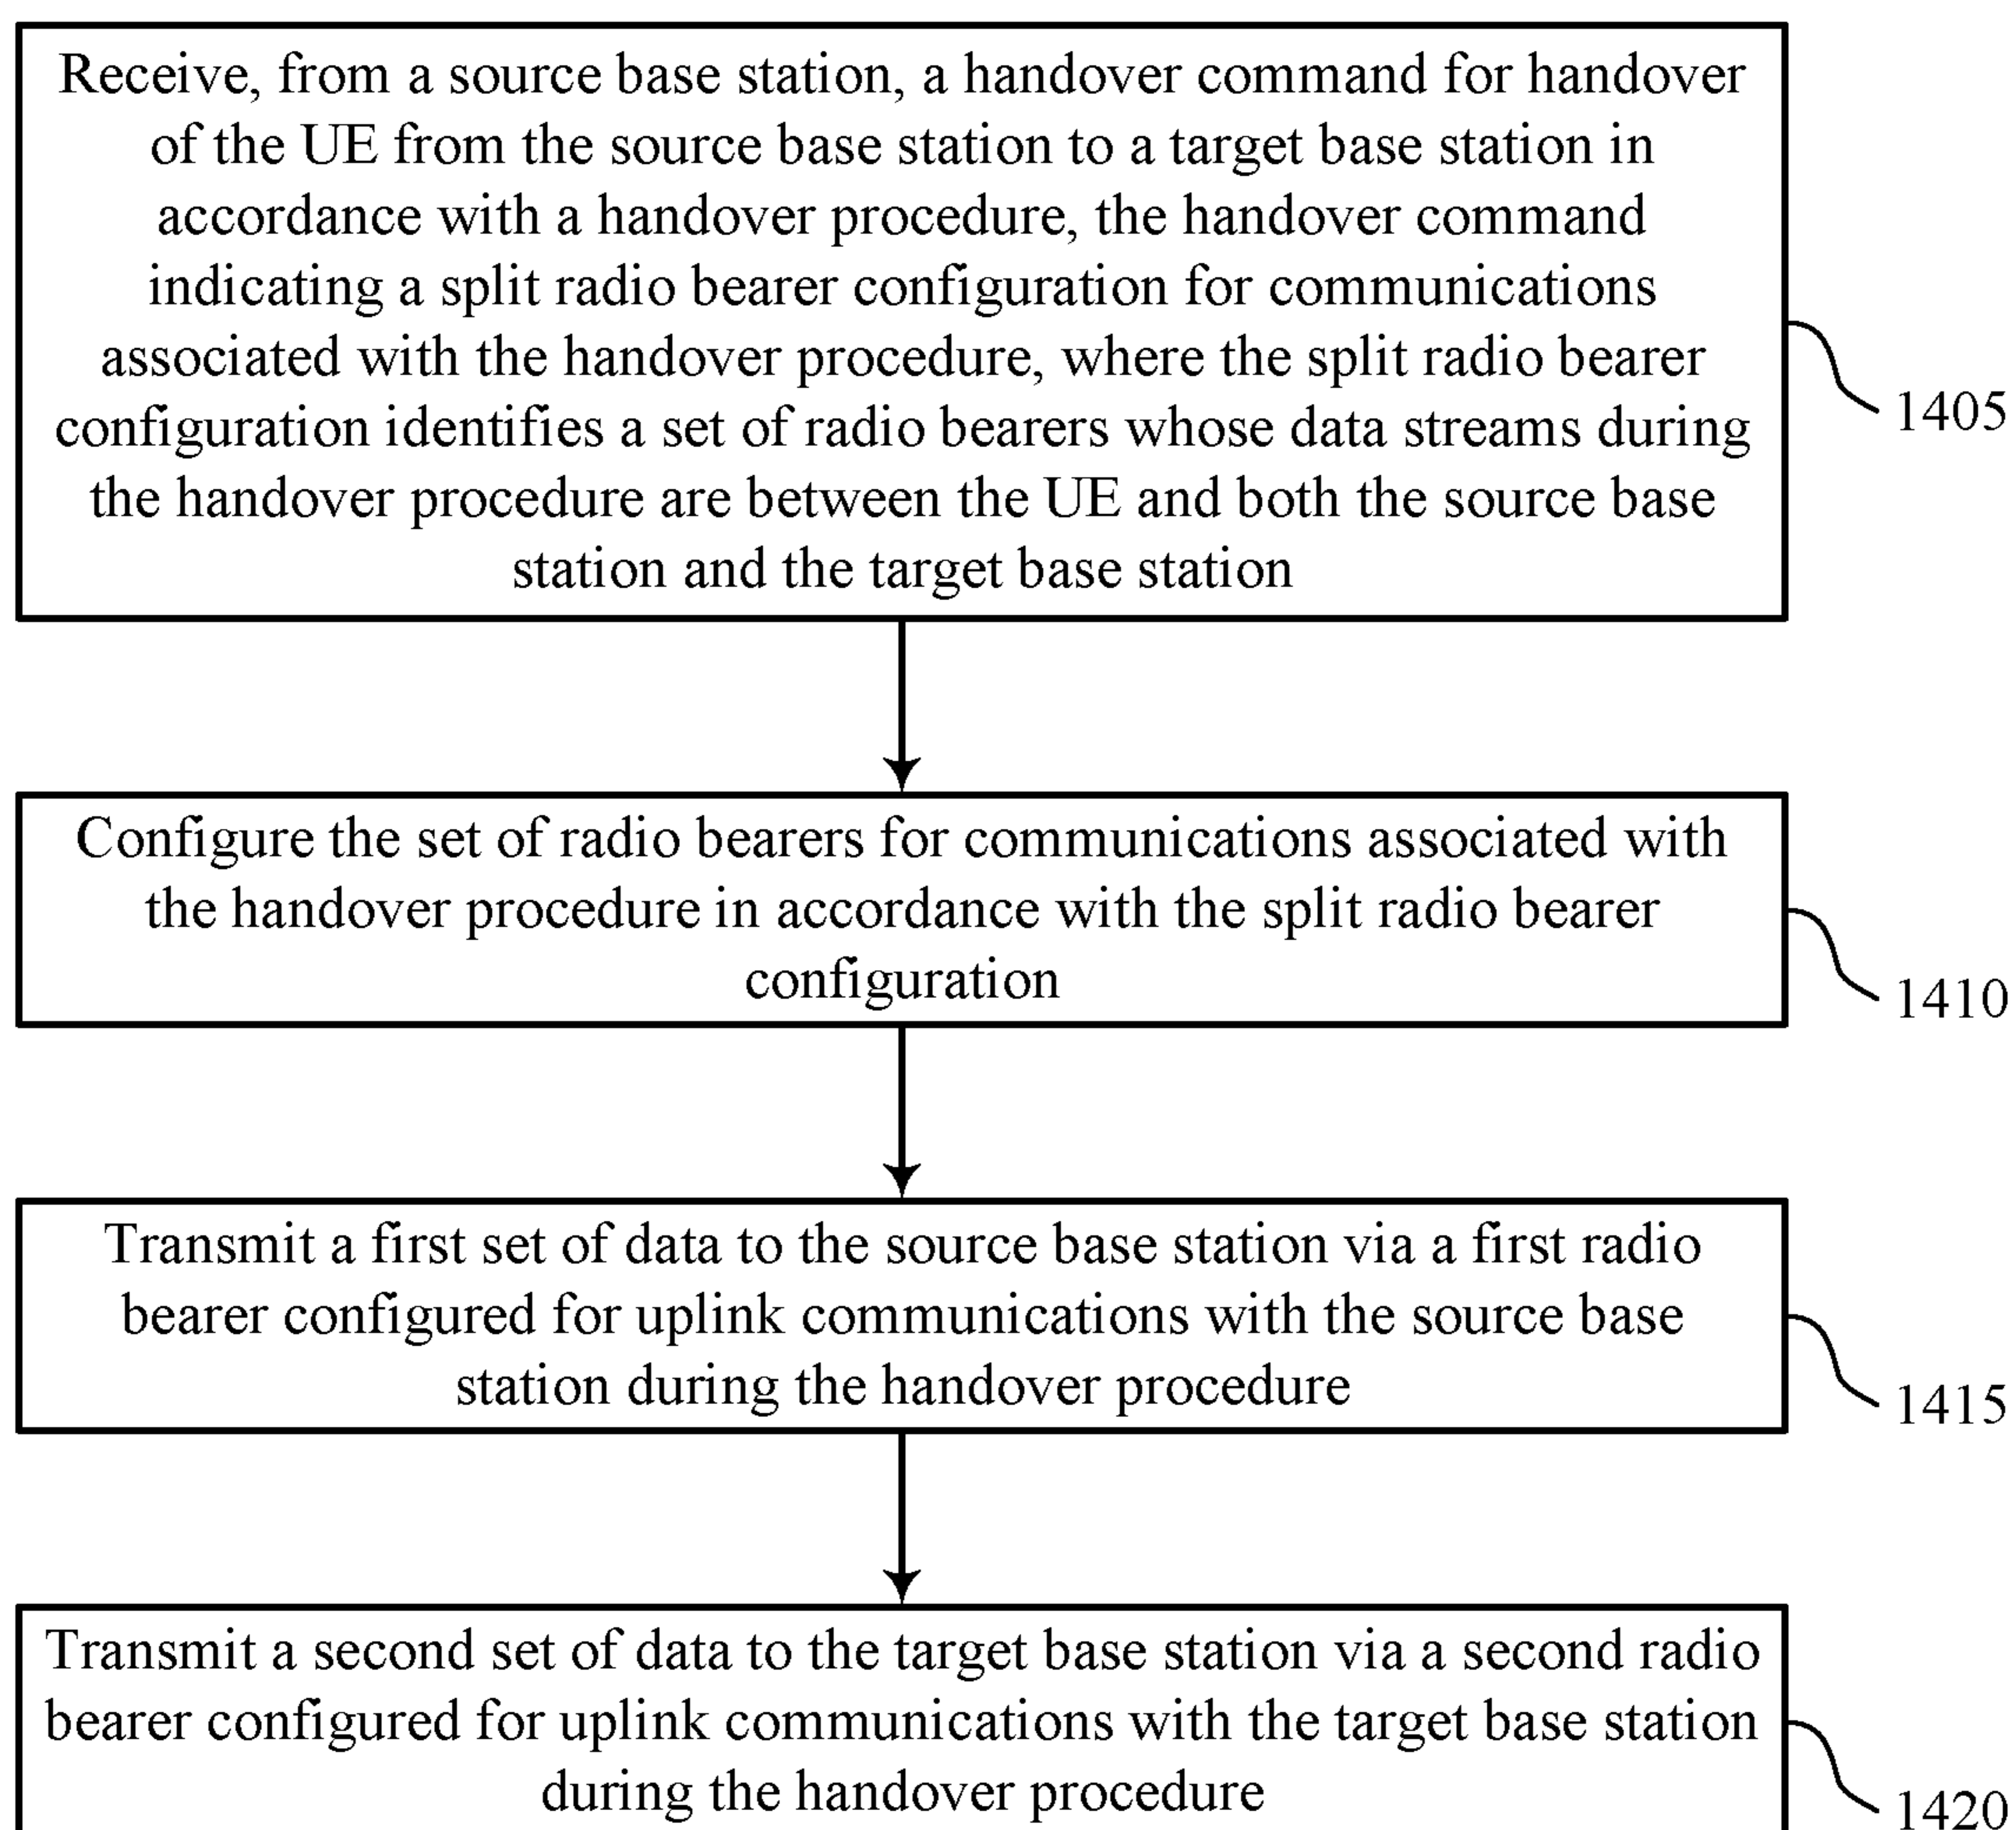 Receive, from a source base station, a handover command for handover
of the UE from the source base station to a target base station in
accordance with a handover procedure, the handover command
indicating a split radio bearer configuration for communications
associated with the handover procedure, where the split radio bearer
configuration identifies a set of radio bearers whose data streams during
the handover procedure are between the UE and both the source base
station and the target base station
1405
Configure the set of radio bearers for communications associated with
the handover procedure in accordance with the split radio bearer
configuration
1410
Transmit a first set of data to the source base station via a first radio
bearer configured for uplink communications with the source base
station during the handover procedure
1415
Transmit a second set of data to the target base station via a second radio
bearer configured for uplink communications with the target base station
during the handover procedure
1420